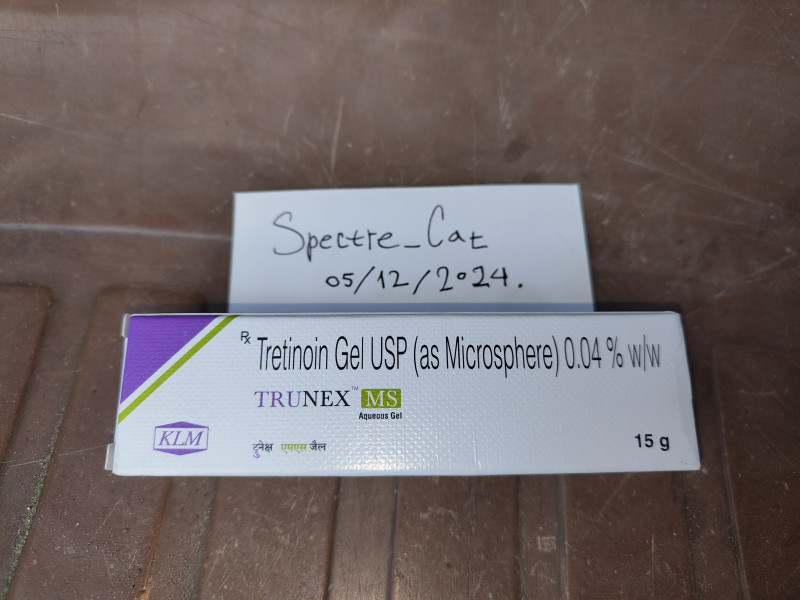 Spectre_Cat
05/12/2024.
Rx Tretinoin Gel USP (as Microsphere) 0.04 % w/w
TRUNEX™ MS
Aqueous Gel
KLM
ट्रुनेक्ष एमएस जैल
15 g